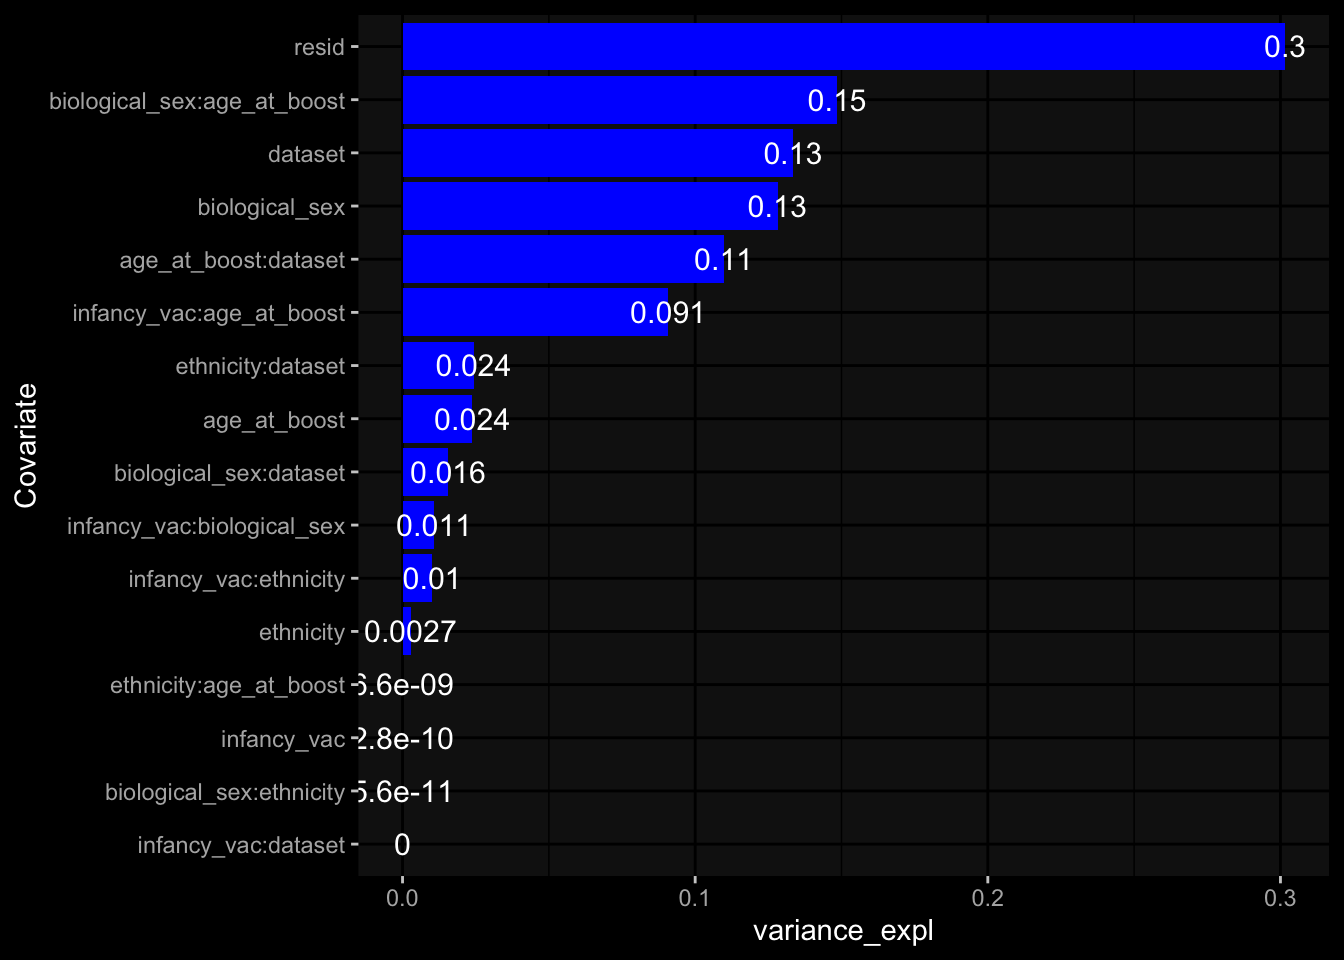 resid 0.3
biological_sex:age_at_boost 0.15
dataset 0.13
biological_sex 0.13
age_at_boost:dataset 0.11
infancy_vac:age_at_boost 0.091
ethnicity:dataset 0.024
age_at_boost 0.024
biological_sex:dataset 0.016
infancy_vac:biological_sex 0.011
infancy_vac:ethnicity 0.01
ethnicity 0.0027
ethnicity:age_at_boost 6.6e-09
infancy_vac 2.8e-10
biological_sex:ethnicity 5.6e-11
infancy_vac:dataset 0
Covariate
0.0 0.1 0.2 0.3
variance_expl